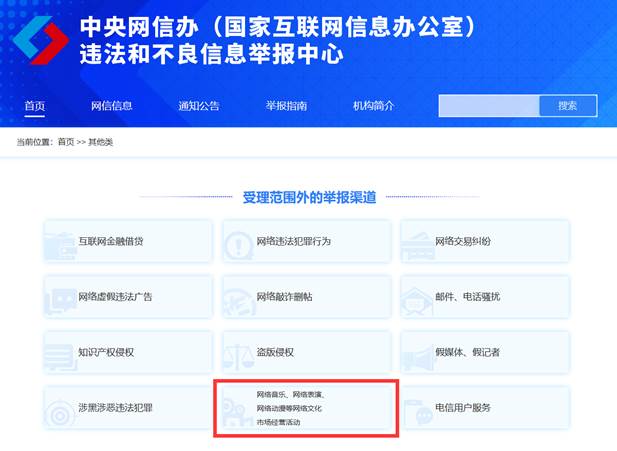 中央网信办（国家互联网信息办公室）
违法和不良信息举报中心
首页 网信信息 通知公告 举报指南 机构简介 搜索
当前位置：首页 >> 其他类
受理范围外的举报渠道
互联网金融借贷 网络违法犯罪行为 网络交易纠纷
网络虚假违法广告 网络敲诈删帖 邮件、电话骚扰
知识产权侵权 盗版侵权 假媒体、假记者
涉黑涉恶违法犯罪
网络音乐、网络表演、
网络动漫等网络文化
市场经营活动
电信用户服务